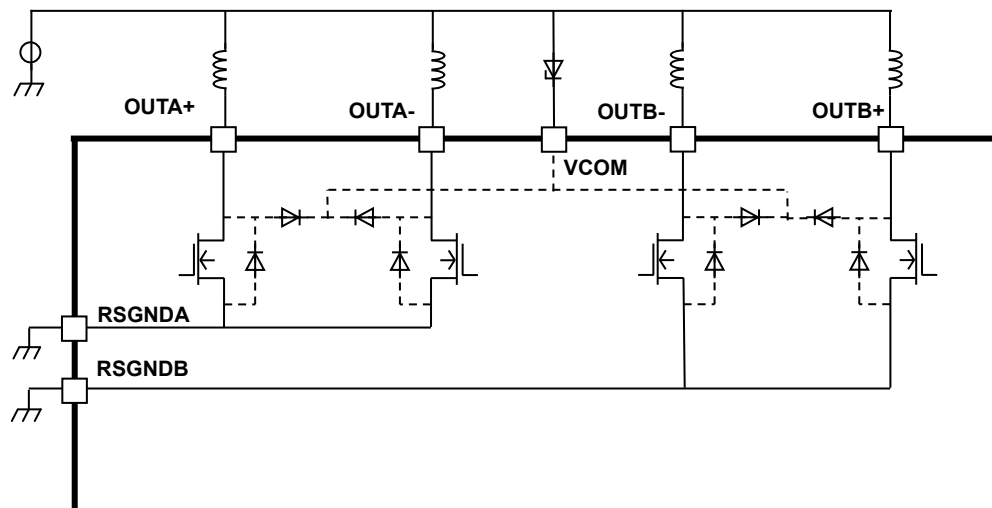 OUTA+
OUTA-
OUTB-
OUTB+
VCOM
RSGNDA
RSGNDB